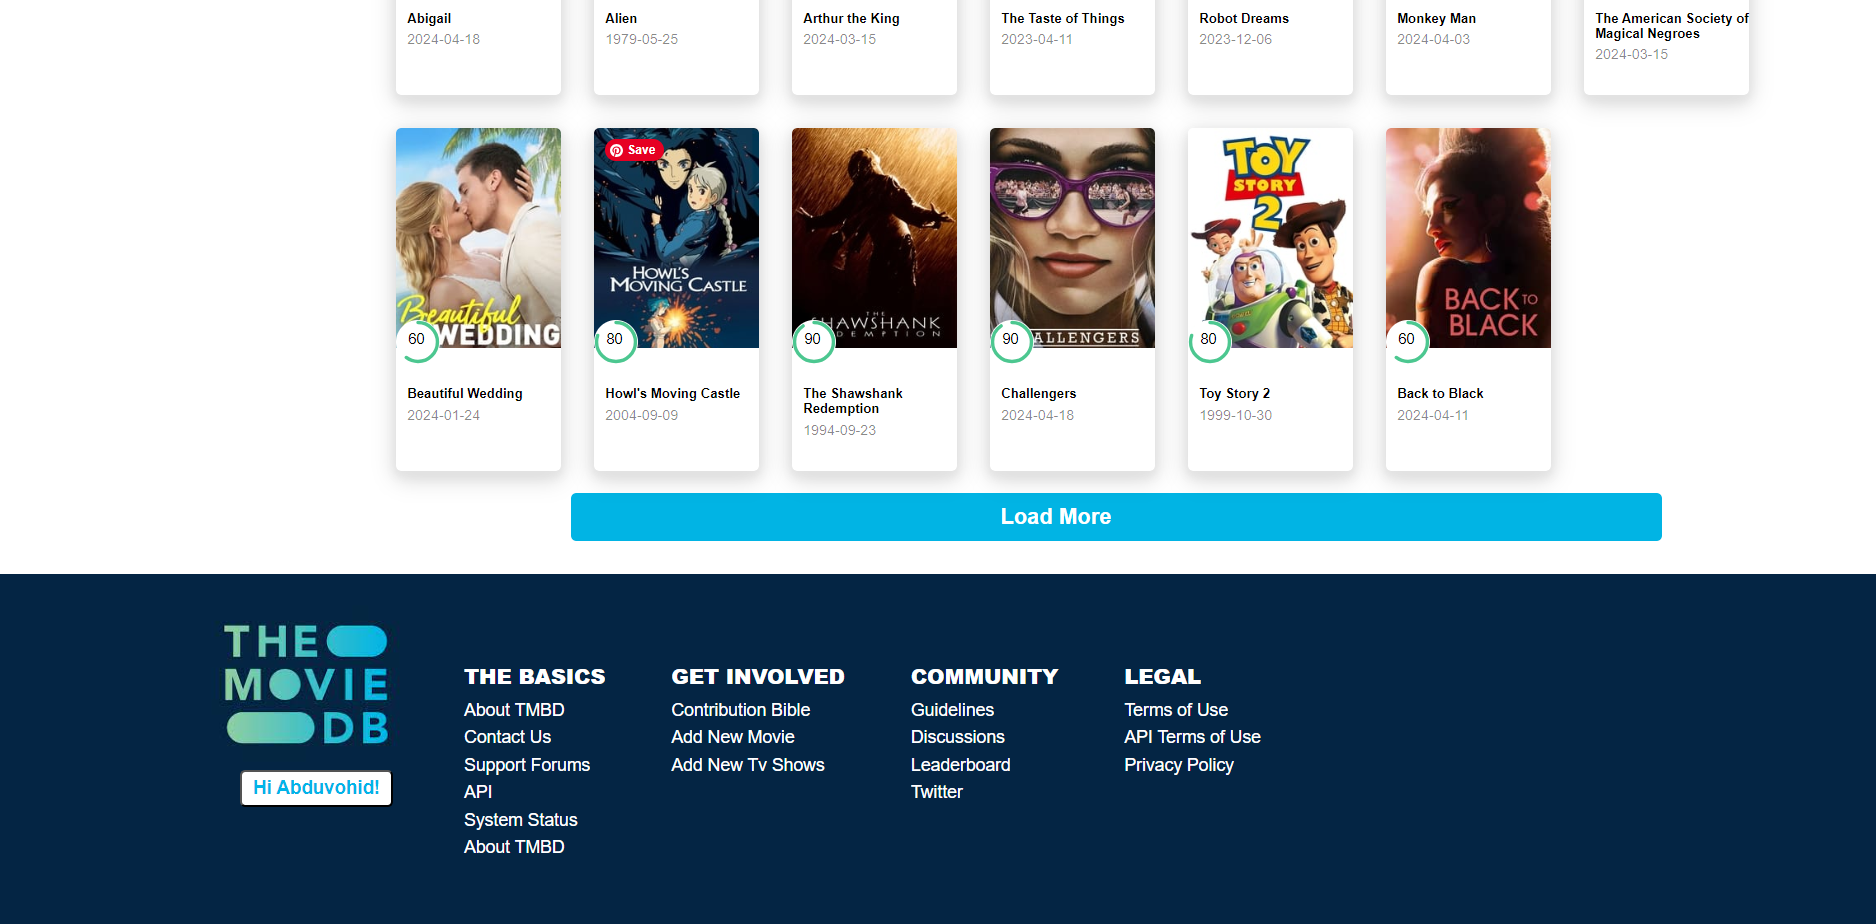 Abigail
2024-04-18
Alien
1979-05-25
Arthur the King
2024-03-15
The Taste of Things
2023-04-11
Robot Dreams
2023-12-06
Monkey Man
2024-04-03
The American Society of
Magical Negroes
2024-03-15
Beautiful
WEDDING
60
Beautiful Wedding
2024-01-24
Save
HOWL'S
MOVING CASTLE
80
Howl's Moving Castle
2004-09-09
THE
SHAWSHANK
DEMPTION
90
The Shawshank
Redemption
1994-09-23
ALLENGERS
90
Challengers
2024-04-18
TOY
STORY
2
80
Toy Story 2
1999-10-30
BACK TO
BLACK
60
Back to Black
2024-04-11
Load More
THE
MOVIE
DB
Hi Abduvohid!
THE BASICS
About TMBD
Contact Us
Support Forums
API
System Status
About TMBD
GET INVOLVED
Contribution Bible
Add New Movie
Add New Tv Shows
COMMUNITY
Guidelines
Discussions
Leaderboard
Twitter
LEGAL
Terms of Use
API Terms of Use
Privacy Policy